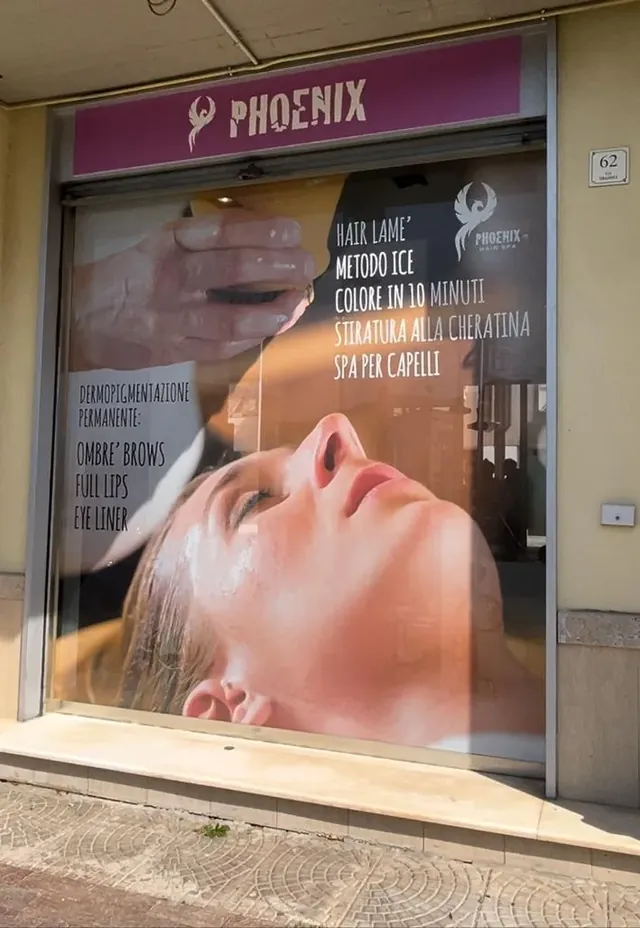 PHOENIX
62
HAIR LAME'
METODO ICE
COLORE IN 10 MINUTI
STIRATURA ALLA CHERATINA
SPA PER CAPELLI
PHOENIX
HAIR SPA
DERMOPIGMENTAZIONE
PERMANENTE:
OMBRE' BROWS
FULL LIPS
EYE LINER